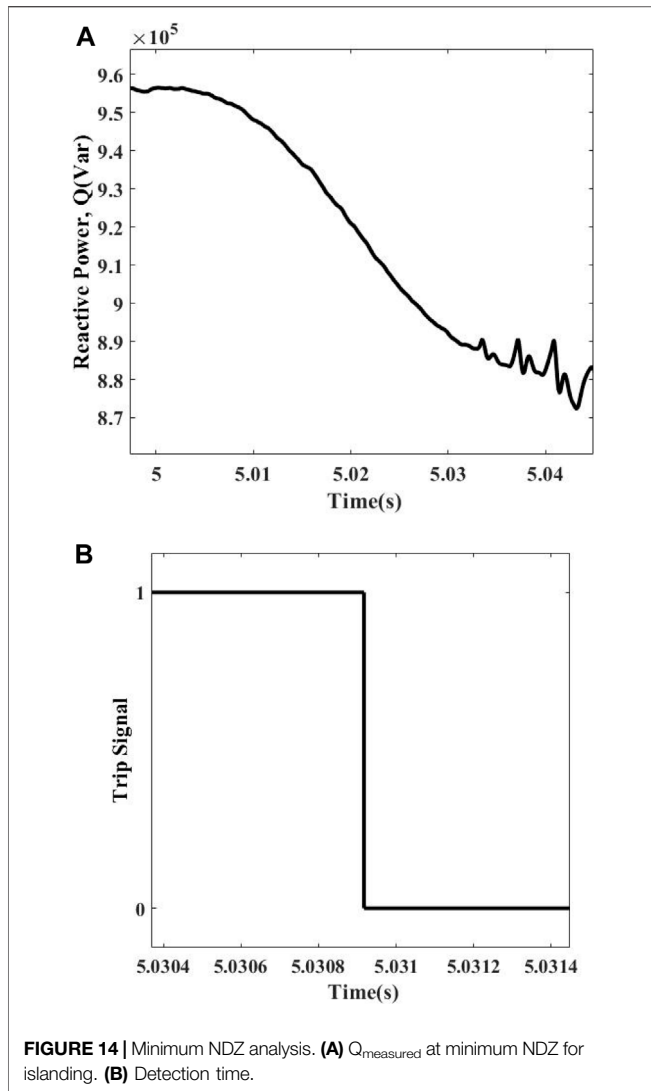 A
×10⁵
9.6
9.5
9.4
9.3
9.2
9.1
9
8.9
8.8
8.7
Reactive Power, Q(Var)
5 5.01 5.02 5.03 5.04
Time(s)
B
1
0
Trip Signal
5.0304 5.0306 5.0308 5.031 5.0312 5.0314
Time(s)
FIGURE 14 | Minimum NDZ analysis. (A) Qmeasured at minimum NDZ for
islanding. (B) Detection time.